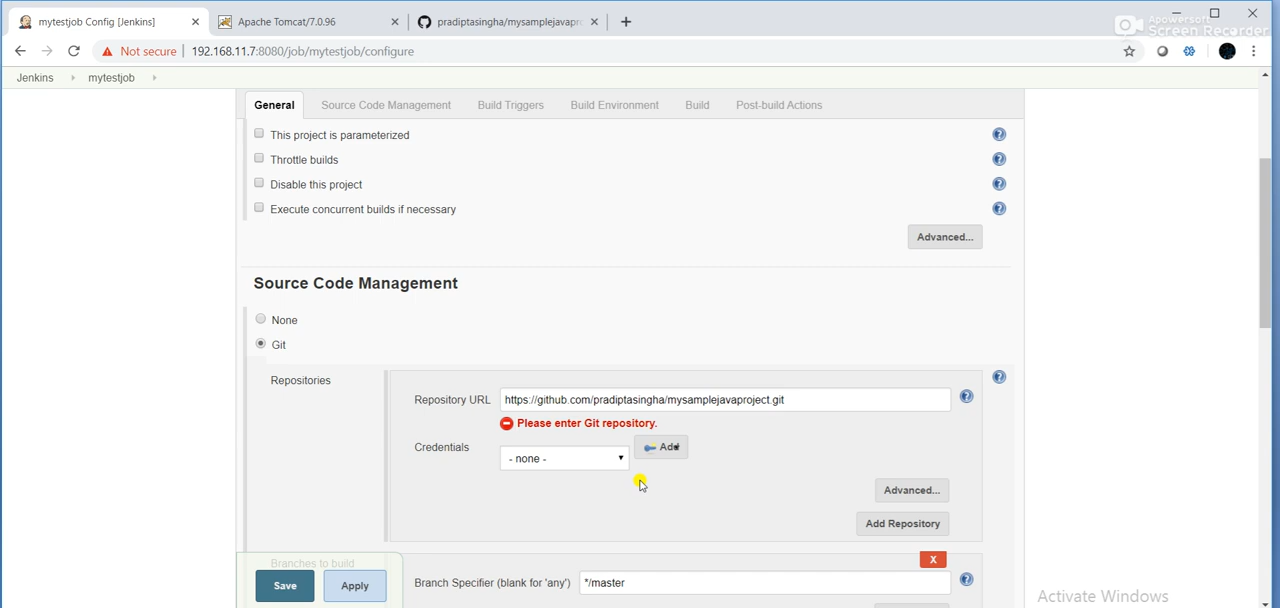 mytestjob Config [Jenkins]
Apache Tomcat/7.0.96
pradiptasingha/mysamplejavapro
Apowersoft
Screen Recorder
Not secure
192.168.11.7:8080/job/mytestjob/configure
Jenkins
mytestjob
General
Source Code Management
Build Triggers
Build Environment
Build
Post-build Actions
This project is parameterized
Throttle builds
Disable this project
Execute concurrent builds if necessary
Advanced...
Source Code Management
None
Git
Repositories
Repository URL
https://github.com/pradiptasingha/mysamplejavaproject.git
Please enter Git repository.
Credentials
- none -
Add
Advanced...
Add Repository
Branches to build
X
Save
Apply
Branch Specifier (blank for 'any')
*/master
Activate Windows